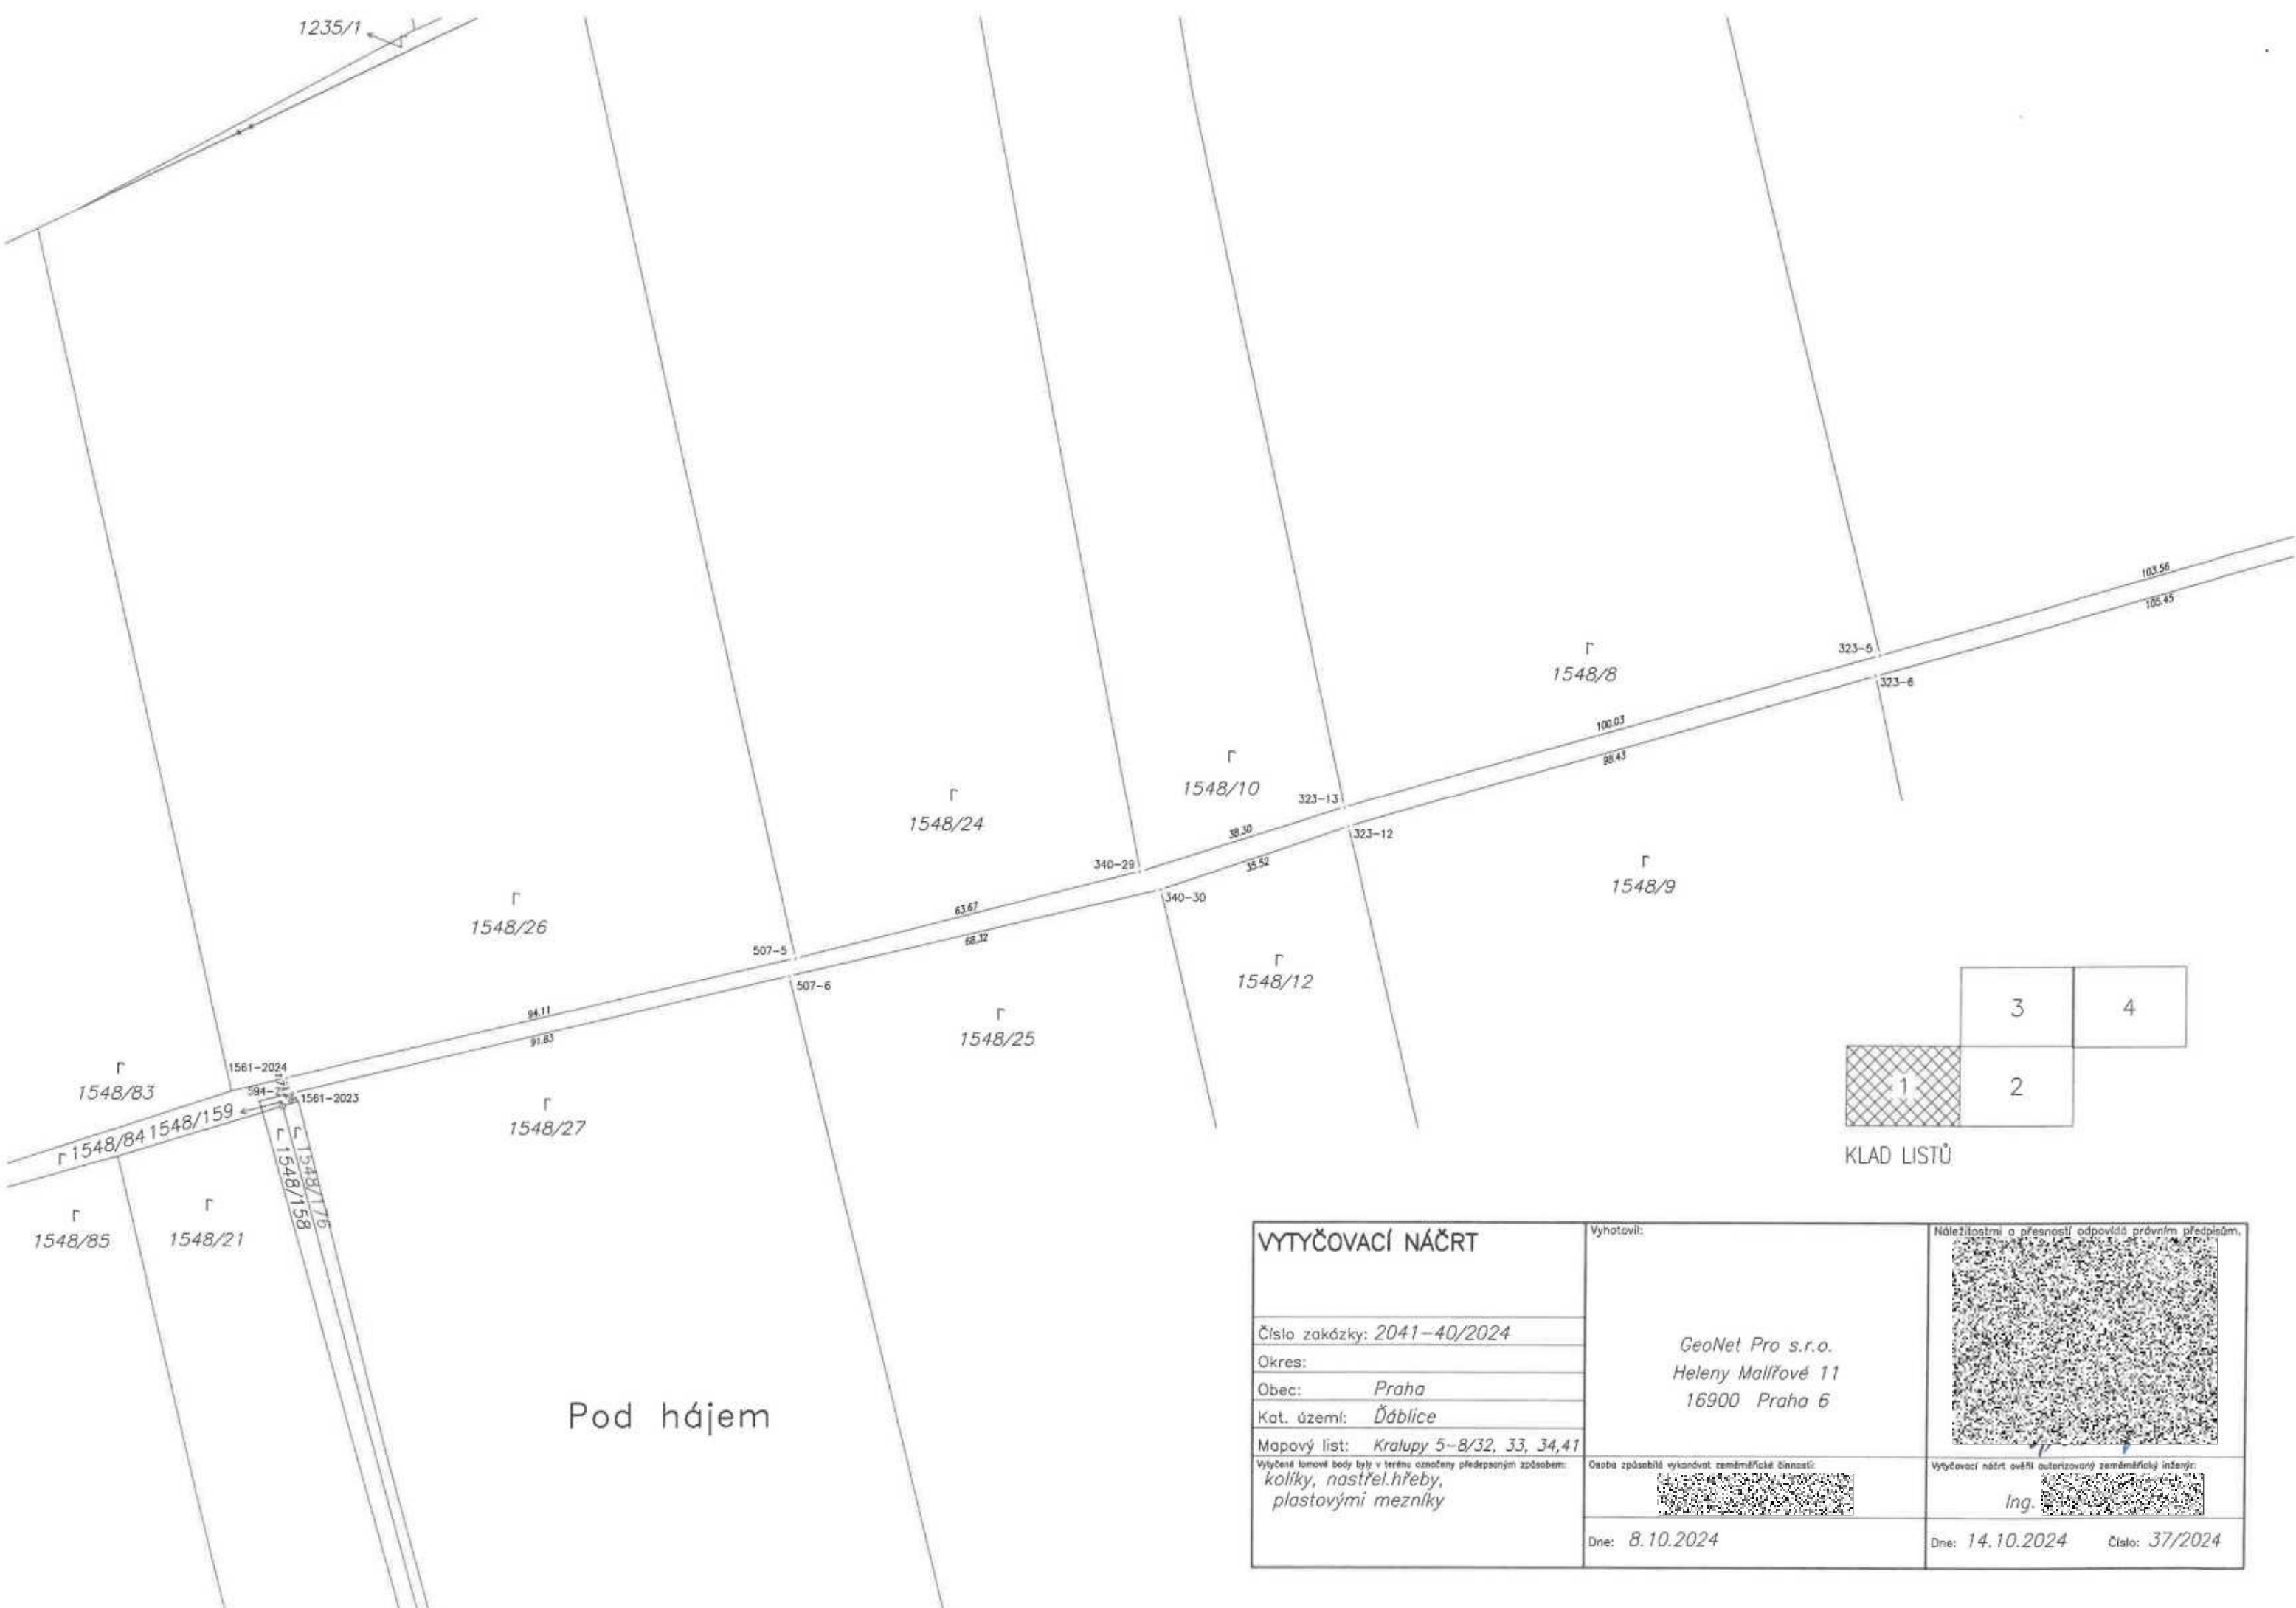 1235/1
103.56
105.45
323-5
323-6
r
1548/8
100.03
98.43
r
1548/10
323-13
323-12
r
1548/24
38.30
35.52
340-29
340-30
r
1548/9
r
1548/26
63.67
68.32
507-5
507-6
r
1548/12
94.11
91.83
r
1548/25
3
4
1
2
KLAD LISTŮ
r
1548/83
1561-2024
1561-2023
1548/159
r 1548/84
r
1548/27
r 1548/158
r 1548/176
r
1548/85
r
1548/21
Pod hájem
VYTYČOVACÍ NÁČRT
Číslo zakázky: 2041-40/2024
Okres:
Obec: Praha
Kat. území: Ďáblice
Mapový list: Kralupy 5-8/32, 33, 34,41
Vytyčené lomové body byly v terénu označeny předepsaným způsobem:
kolíky, nastřel.hřeby,
plastovými mezníky
Vyhotovil:
GeoNet Pro s.r.o.
Heleny Malířové 11
16900 Praha 6
Osoba způsobilá vykonávat zeměměřické činnosti:
Dne: 8.10.2024
Náležitostmi a přesností odpovídá právním předpisům.
Vytyčovací náčrt ověřil autorizovaný zeměměřický inženýr:
Ing.
Dne: 14.10.2024 Číslo: 37/2024